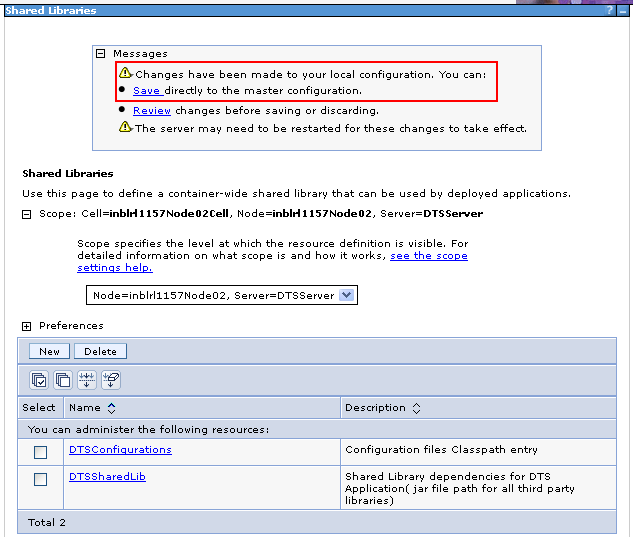 Shared Libraries ? –
Messages
Changes have been made to your local configuration. You can:
Save directly to the master configuration.
Review changes before saving or discarding.
The server may need to be restarted for these changes to take effect.
Shared Libraries
Use this page to define a container-wide shared library that can be used by deployed applications.
Scope: Cell=inblrl1157Node02Cell, Node=inblrl1157Node02, Server=DTSServer
Scope specifies the level at which the resource definition is visible. For
detailed information on what scope is and how it works, see the scope
settings help.
Node=inblrl1157Node02, Server=DTSServer
Preferences
New Delete
Select Name Description
You can administer the following resources:
DTSConfigurations Configuration files Classpath entry
DTSSharedLib Shared Library dependencies for DTS
Application( jar file path for all third party
libraries)
Total 2